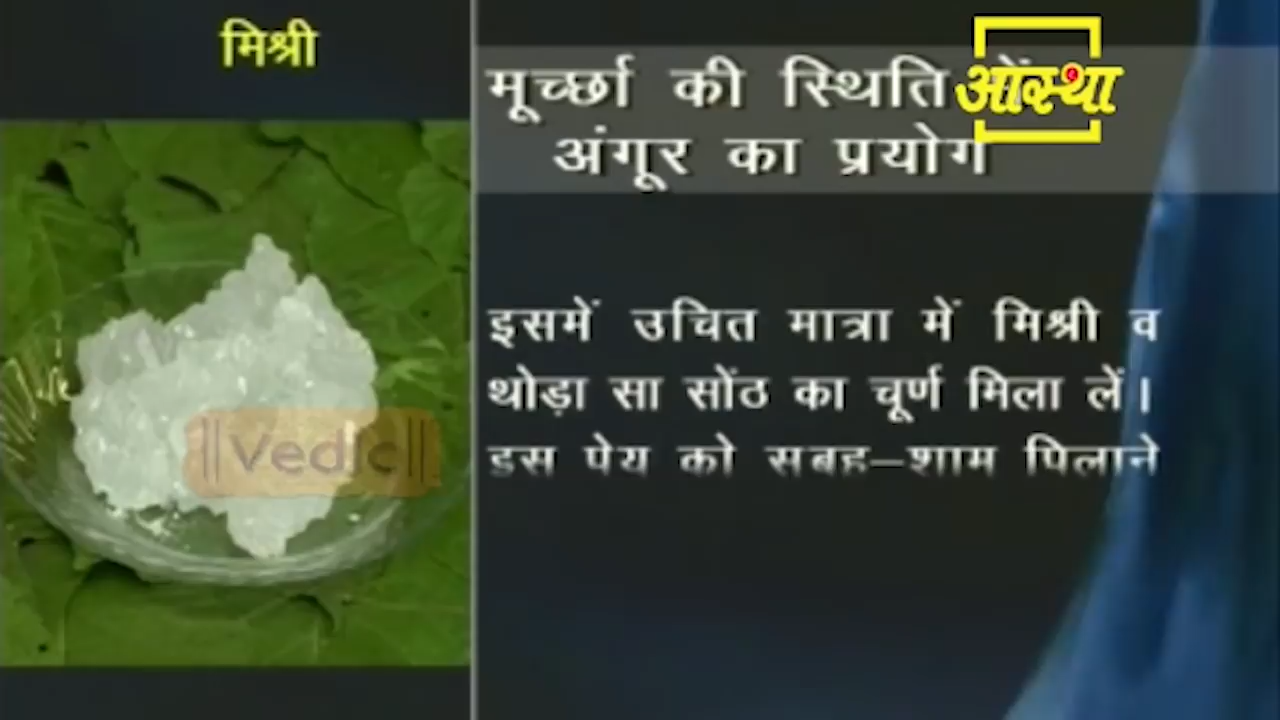 मिश्री
मूर्च्छा की स्थिति में
आस्था
अंगूर का प्रयोग
इसमें उचित मात्रा में मिश्री व
थोड़ा सा सोंठ का चूर्ण मिला लें।
इस पेय को सुबह–शाम पिलाने
||Vedic||